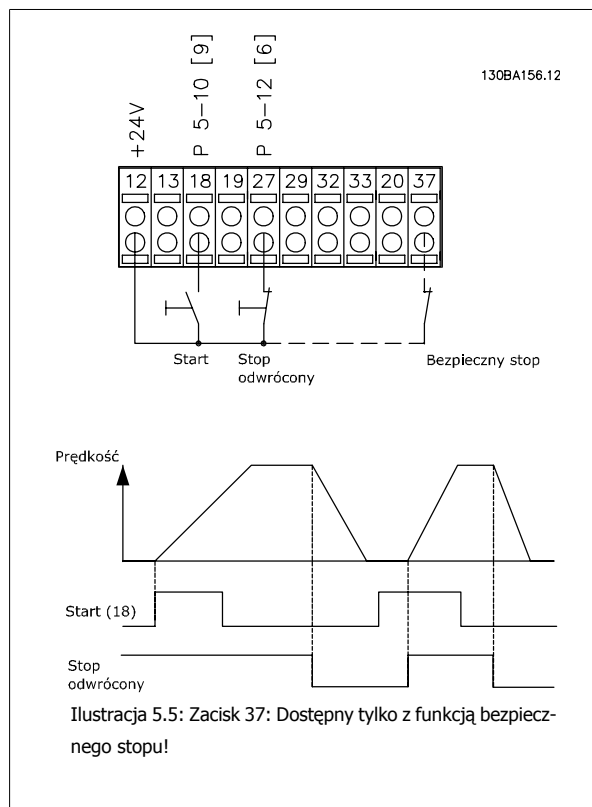 130BA156.12
+24V
P 5-10 [9]
P 5-12 [6]
12 13 18 19 27 29 32 33 20 37
Start
Stop
odwrócony
Bezpieczny stop
Prędkość
Start (18)
Stop
odwrócony
Ilustracja 5.5: Zacisk 37: Dostępny tylko z funkcją bezpiecz-
nego stopu!